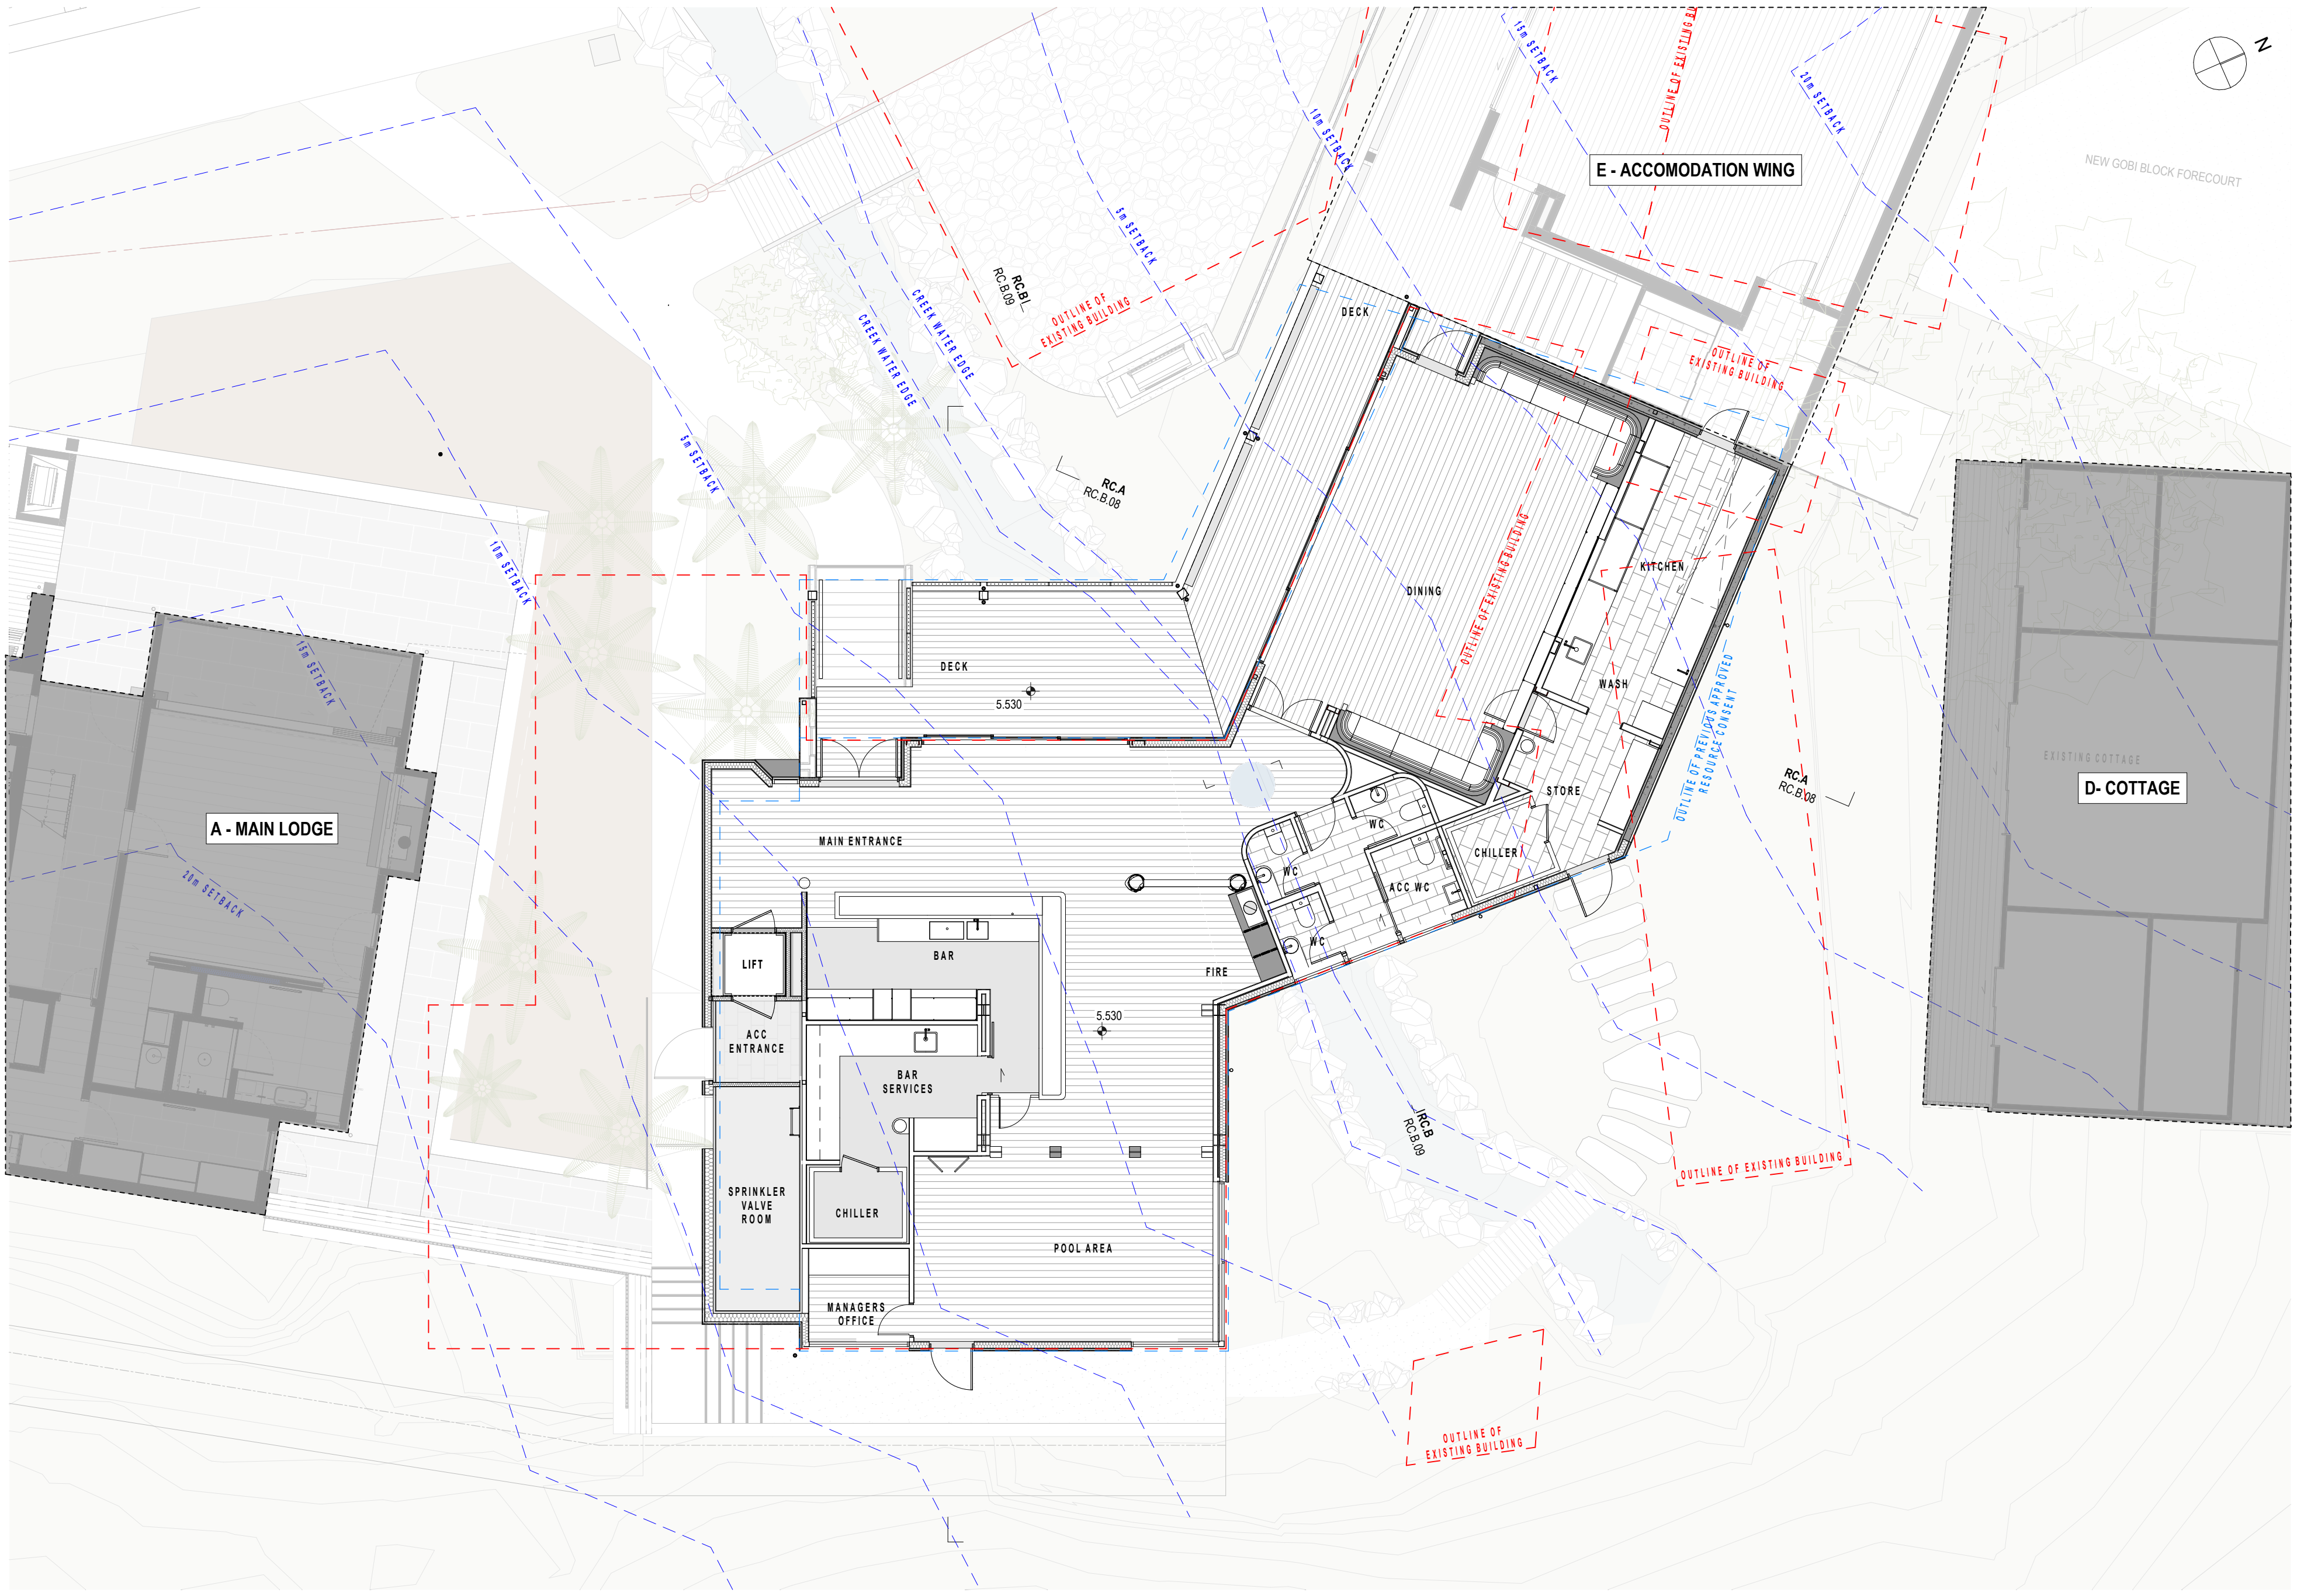 15m SETBACK
OUTLINE OF EXISTING BU
20m SETBACK
N
10m SETBACK
E - ACCOMODATION WING
NEW GOBI BLOCK FORECOURT
5m SETBACK
RC.B
RC.B.09
CREEK WATER EDGE
CREEK WATER EDGE
OUTLINE OF
EXISTING BUILDING
DECK
OUTLINE OF
EXISTING BUILDING
5m SETBACK
RC.A
RC.B.08
10m SETBACK
OUTLINE OF EXISTING BUILDING
KITCHEN
DINING
15m SETBACK
DECK
5.530
WASH
OUTLINE OF PREVIOUS APPROVED
RESOURCE CONSENT
EXISTING COTTAGE
D- COTTAGE
RC.A
RC.B.08
STORE
A - MAIN LODGE
MAIN ENTRANCE
WC
CHILLER
20m SETBACK
WC
ACC WC
WC
LIFT
BAR
FIRE
5.530
ACC
ENTRANCE
BAR
SERVICES
RC.B
RC.B.09
OUTLINE OF EXISTING BUILDING
SPRINKLER
VALVE
ROOM
CHILLER
POOL AREA
MANAGERS
OFFICE
OUTLINE OF
EXISTING BUILDING